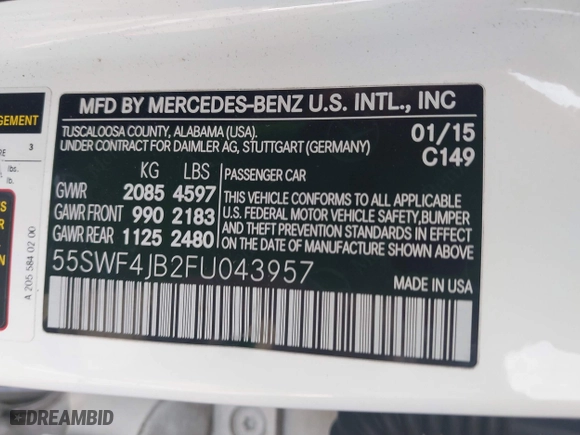 MFD BY MERCEDES-BENZ U.S. INTL., INC
TUSCALOOSA COUNTY, ALABAMA (USA).
UNDER CONTRACT FOR DAIMLER AG, STUTTGART (GERMANY)
01/15
C149
KG LBS
GVWR 2085 4597
GAWR FRONT 990 2183
GAWR REAR 1125 2480
PASSENGER CAR
THIS VEHICLE CONFORMS TO ALL APPLICABLE
U.S. FEDERAL MOTOR VEHICLE SAFETY,BUMPER,
AND THEFT PREVENTION STANDARDS IN EFFECT
ON THE DATE OF MANUFACTURE SHOWN ABOVE.
55SWF4JB2FU043957
MADE IN USA
A 205 584 02 00
3
lbs.
lb.
DREAMBID